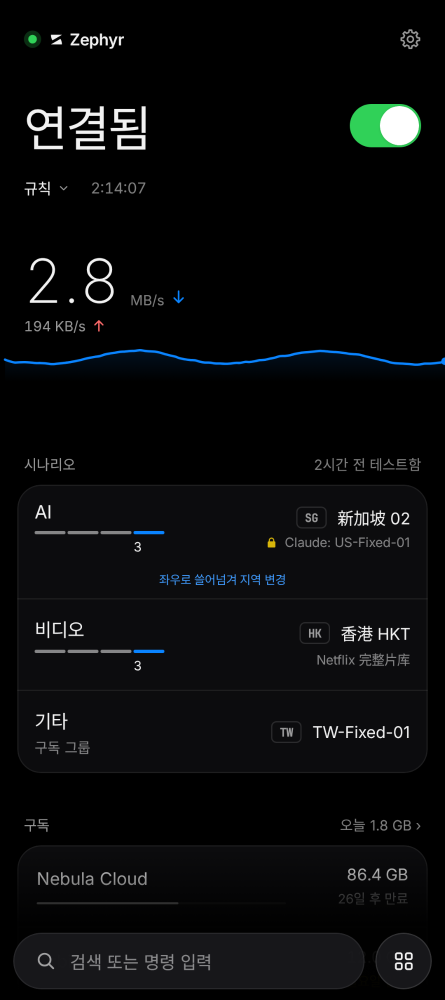 Zephyr
연결됨
규칙 2:14:07
2.8 MB/s ↓
194 KB/s ↑
시나리오 2시간 전 테스트함
AI SG 新加坡 02
3 Claude: US-Fixed-01
좌우로 쓸어넘겨 지역 변경
비디오 HK 香港 HKT
3 Netflix 完整片库
기타 TW TW-Fixed-01
구독 그룹
구독 오늘 1.8 GB ›
Nebula Cloud 86.4 GB
26일 후 만료
검색 또는 명령 입력